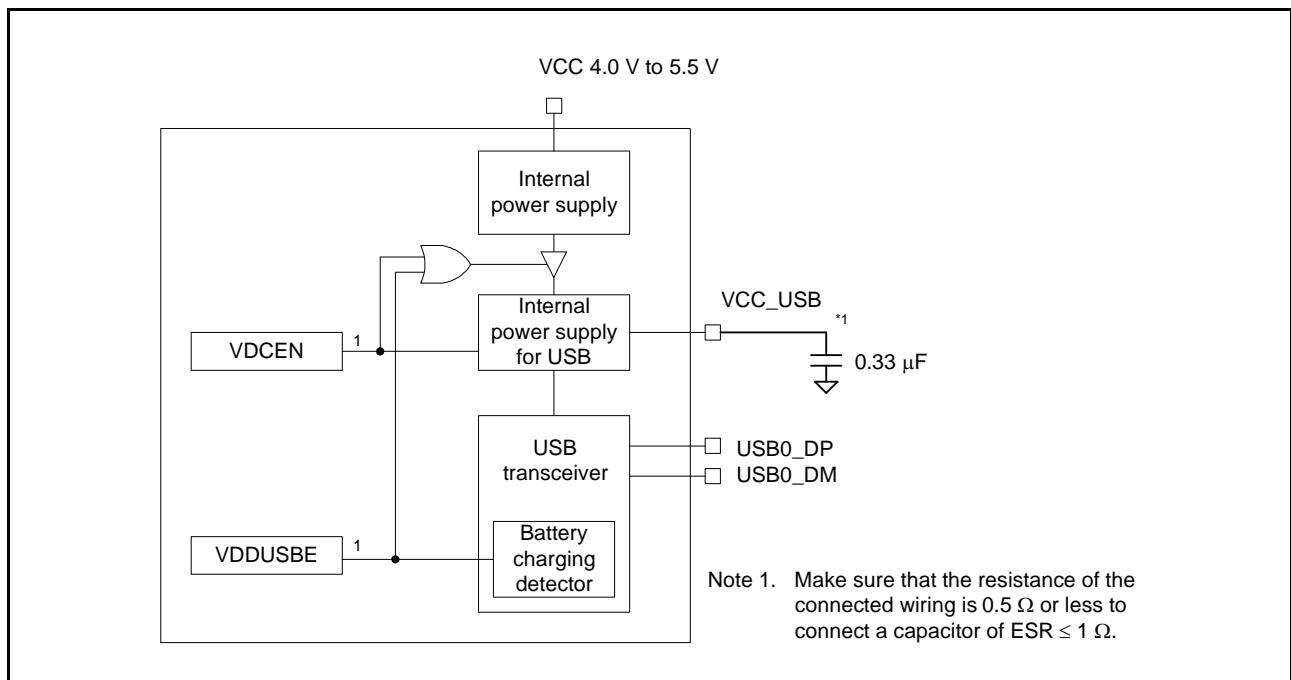 VCC 4.0 V to 5.5 V
Internal
power supply
VCC_USB
*1
Internal
power supply
for USB
VDCEN
1
0.33 μF
USB
transceiver
USB0_DP
USB0_DM
VDDUSBE
1
Battery
charging
detector
Note 1. Make sure that the resistance of the
connected wiring is 0.5 Ω or less to
connect a capacitor of ESR ≤ 1 Ω.